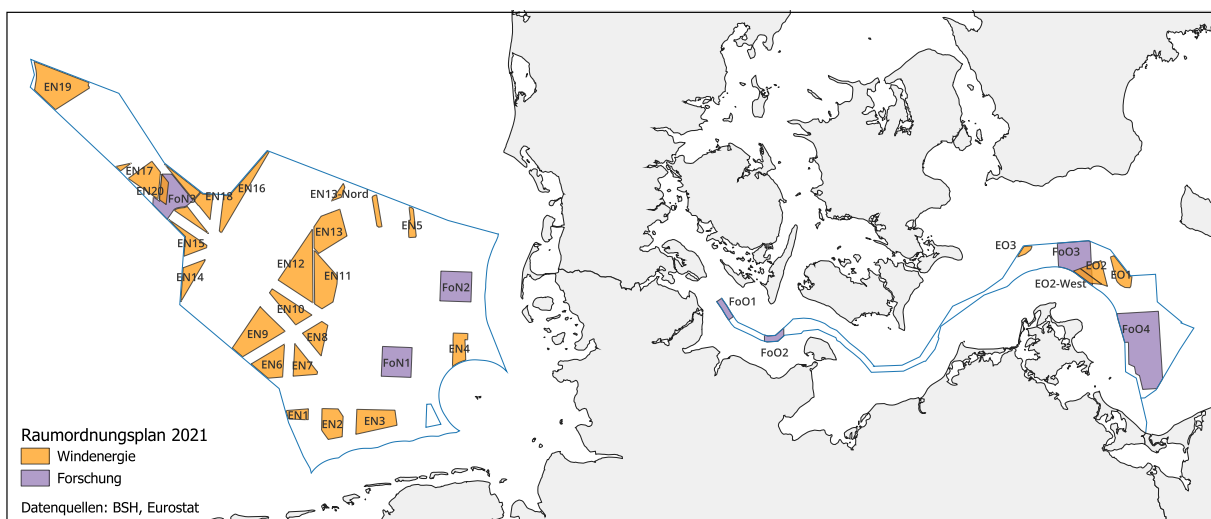 EN19
EN17
EN20
FoN3
EN18
EN16
EN13-Nord
EN5
EN13
EN15
EN14
EN12
EN11
FoN2
EN10
EN9
EN8
EN6
EN7
EN4
FoN1
EN1
EN2
EN3
EO3
FoO3
EO2
EO1
EO2-West
FoO1
FoO2
FoO4
Raumordnungsplan 2021
Windenergie
Forschung
Datenquellen: BSH, Eurostat